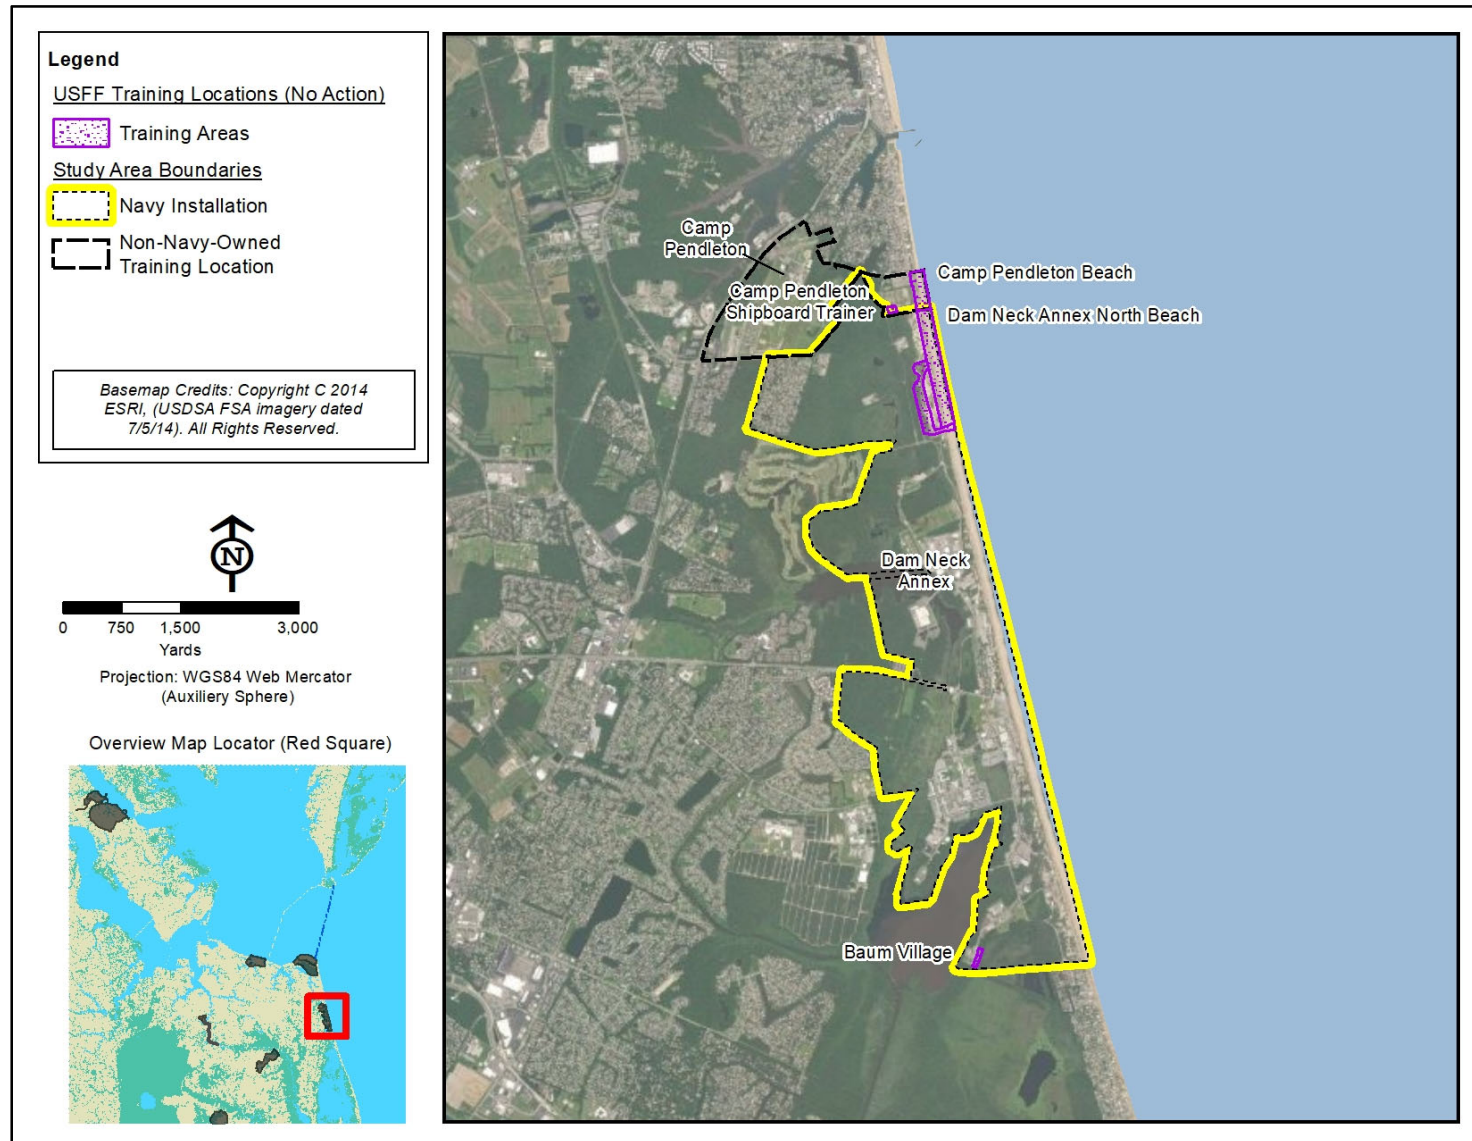 Legend
USFF Training Locations (No Action)
Training Areas
Study Area Boundaries
Navy Installation
Non-Navy-Owned
Training Location
Basemap Credits: Copyright C 2014
ESRI, (USDSA FSA imagery dated
7/5/14). All Rights Reserved.
N
0 750 1,500 3,000
Yards
Projection: WGS84 Web Mercator
(Auxiliery Sphere)
Overview Map Locator (Red Square)
Camp
Pendleton
Camp Pendleton
Shipboard Trainer
Camp Pendleton Beach
Dam Neck Annex North Beach
Dam Neck
Annex
Baum Village